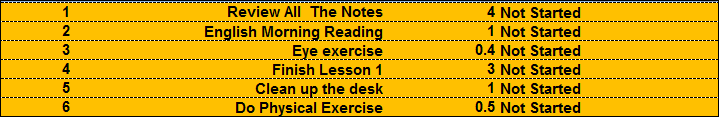 1 Review All  The Notes 4 Not Started
2 English Morning Reading 1 Not Started
3 Eye exercise 0.4 Not Started
4 Finish Lesson 1 3 Not Started
5 Clean up the desk 1 Not Started
6 Do Physical Exercise 0.5 Not Started